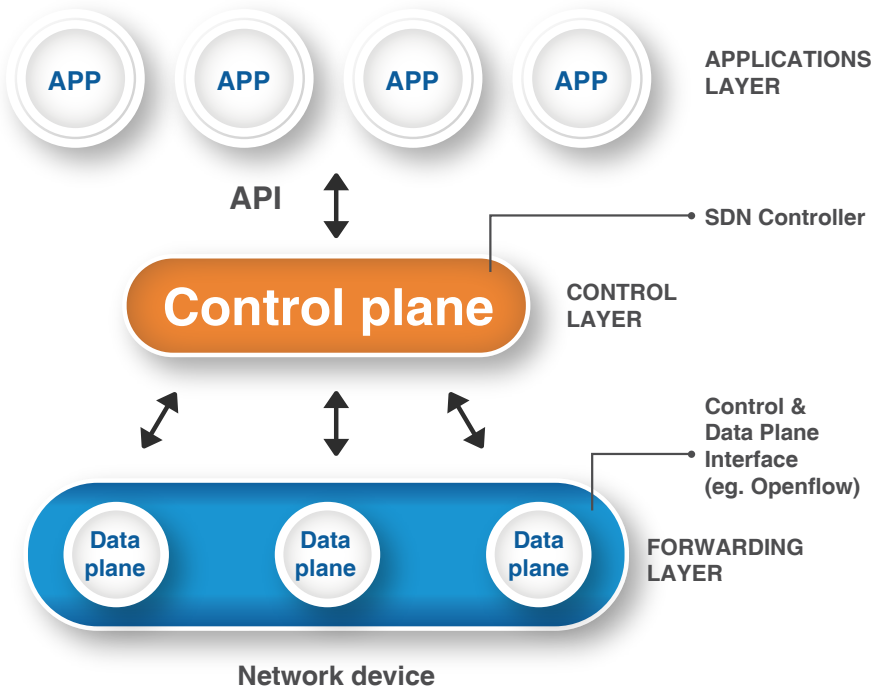 APP
APP
APP
APP
APPLICATIONS
LAYER
API
SDN Controller
Control plane
CONTROL
LAYER
Control &
Data Plane
Interface
(eg. Openflow)
Data
plane
Data
plane
Data
plane
FORWARDING
LAYER
Network device